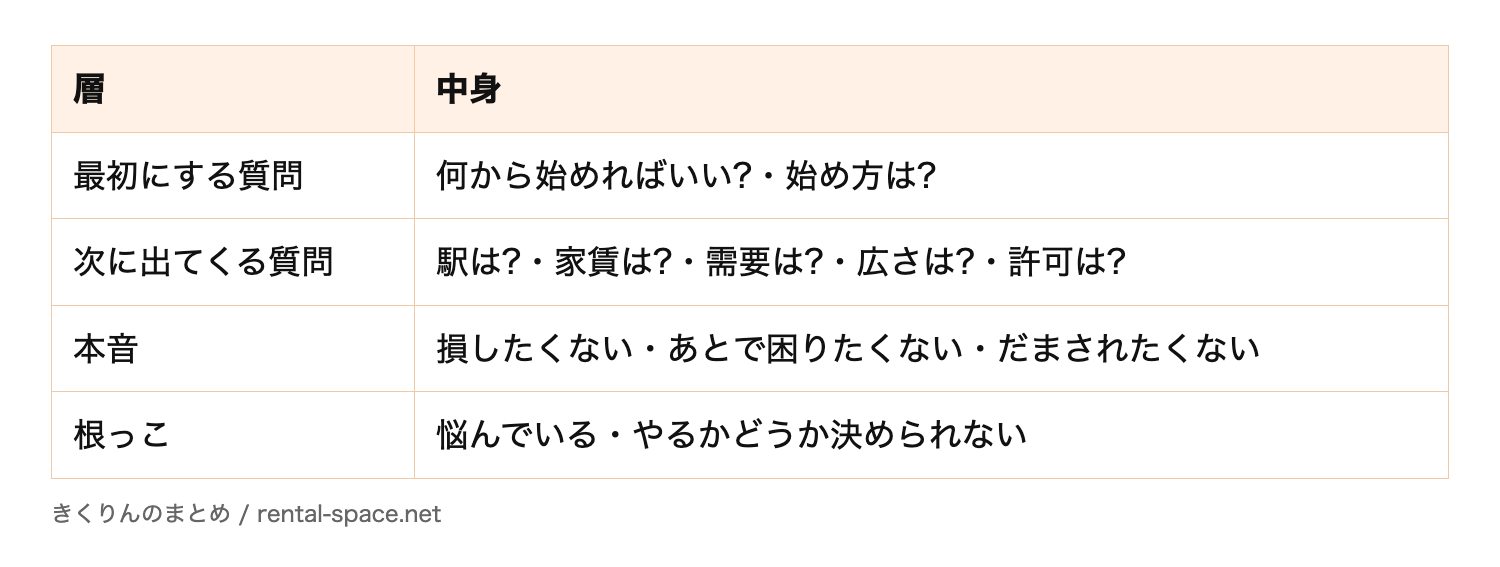 層 中身
最初にする質問 何から始めればいい?・始め方は?
次に出てくる質問 駅は?・家賃は?・需要は?・広さは?・許可は?
本音 損したくない・あとで困りたくない・だまされたくない
根っこ 悩んでいる・やるかどうか決められない
きくりんのまとめ / rental-space.net